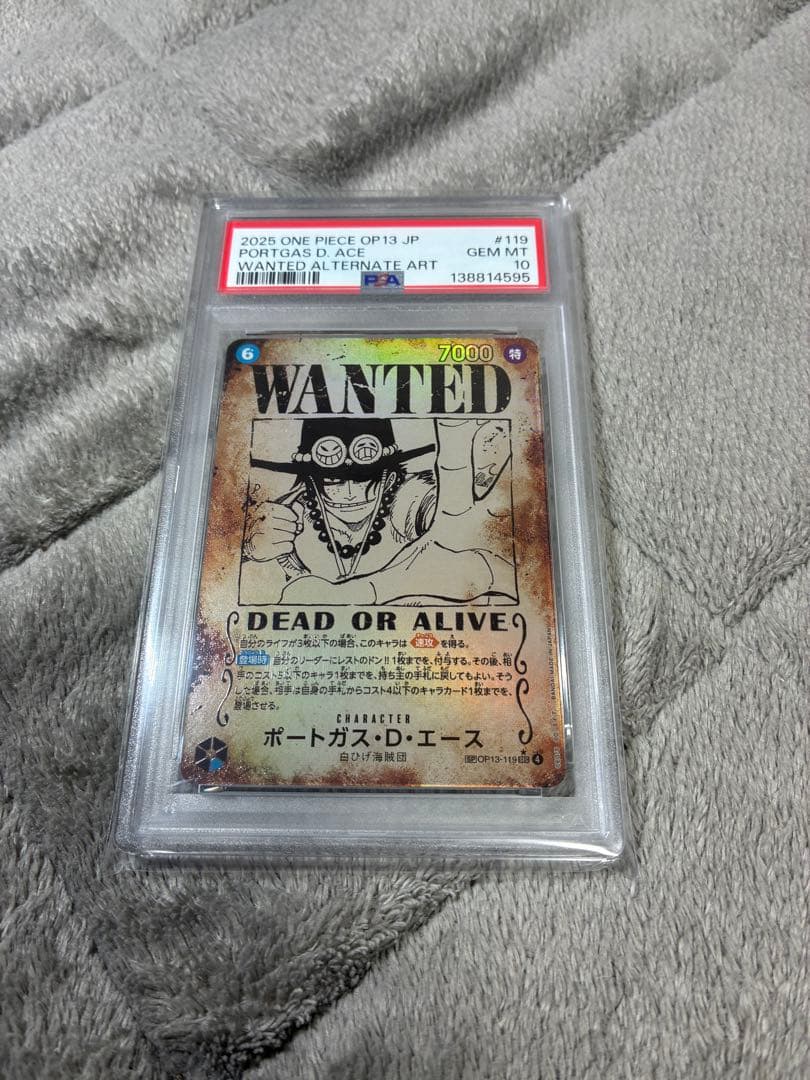 2025 ONE PIECE OP13 JP #119
PORTGAS D. ACE GEM MT
WANTED ALTERNATE ART 10
PSA 138814595
6 7000 特
WANTED
DEAD OR ALIVE
自分のライフが3枚以下の場合、このキャラは 速攻 を得る。
登場時 自分のリーダーにレストのドン!!1枚までを、付与する。その後、相
手のコスト5以下のキャラ1枚までを、持ち主の手札に戻してもよい。そう
した場合、相手は自身の手札からコスト4以下のキャラカード1枚までを、
登場させる。
CHARACTER
ポートガス・D・エース
白ひげ海賊団
SP OP13-119 4
MADE IN JAPAN